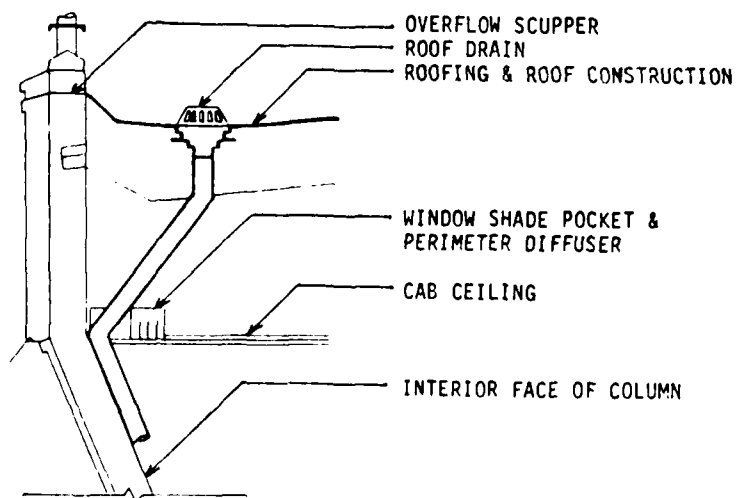 OVERFLOW SCUPPER
ROOF DRAIN
ROOFING & ROOF CONSTRUCTION
WINDOW SHADE POCKET &
PERIMETER DIFFUSER
CAB CEILING
INTERIOR FACE OF COLUMN